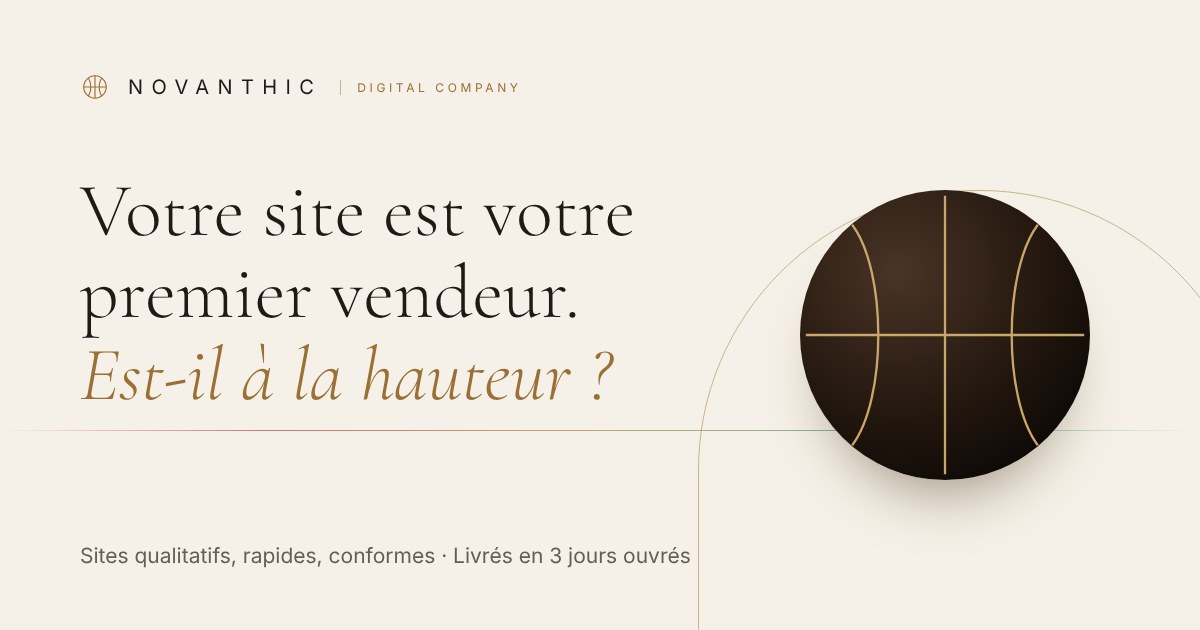 NOVANTHIC | DIGITAL COMPANY
Votre site est votre
premier vendeur.
Est-il à la hauteur ?
Sites qualitatifs, rapides, conformes · Livrés en 3 jours ouvrés